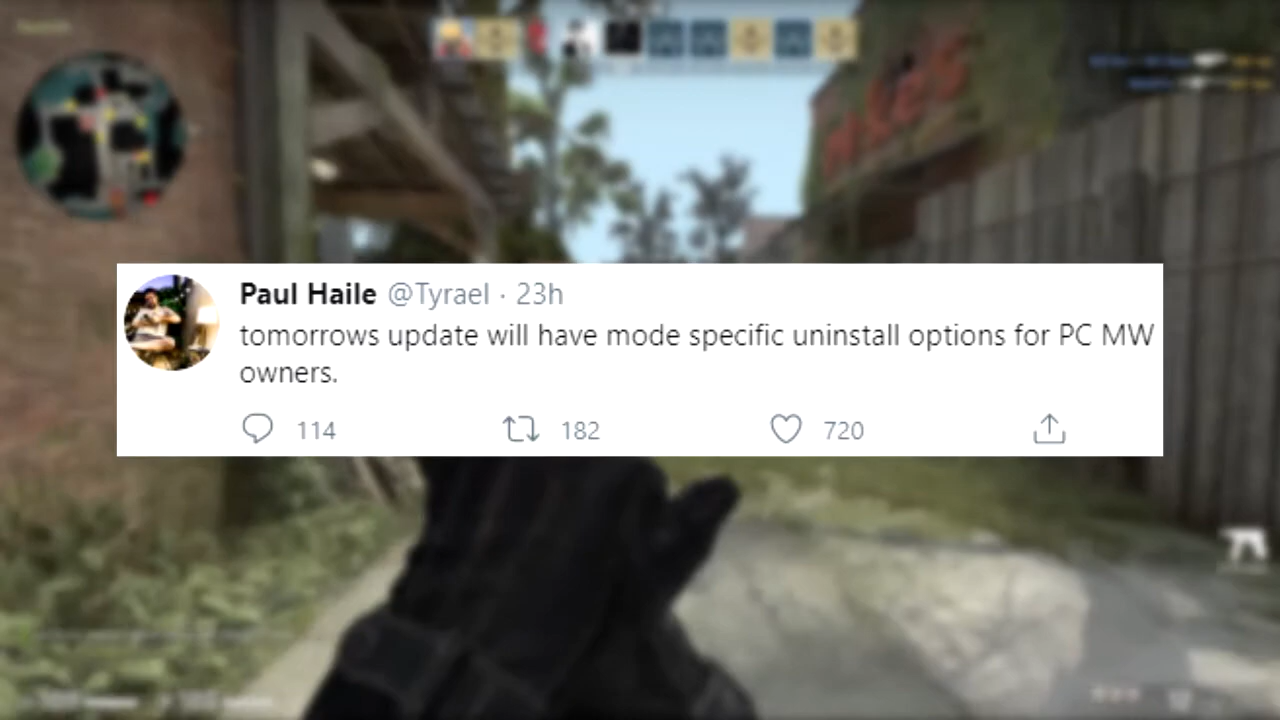 Paul Haile @Tyrael · 23h
tomorrows update will have mode specific uninstall options for PC MW
owners.
114 182 720